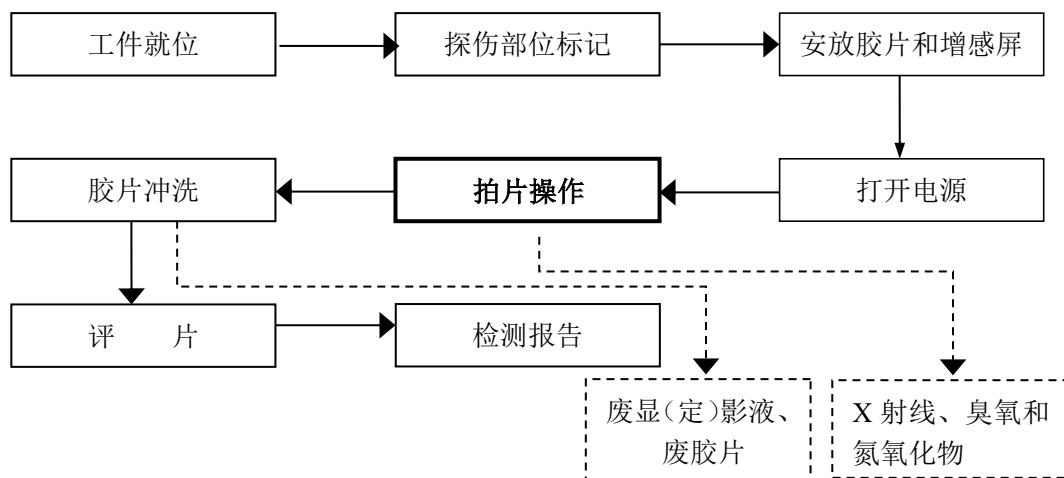 工件就位
探伤部位标记
安放胶片和增感屏
胶片冲洗
拍片操作
打开电源
评 片
检测报告
废显(定)影液、
废胶片
X 射线、臭氧和
氮氧化物